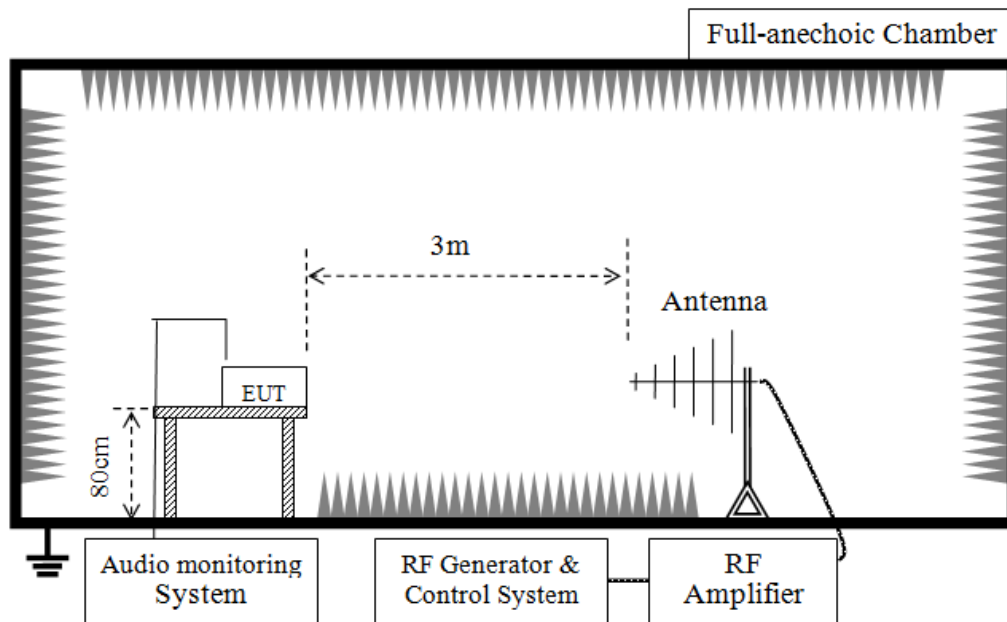 Full-anechoic Chamber
3m
Antenna
EUT
80cm
Audio monitoring
System
RF Generator &
Control System
RF
Amplifier